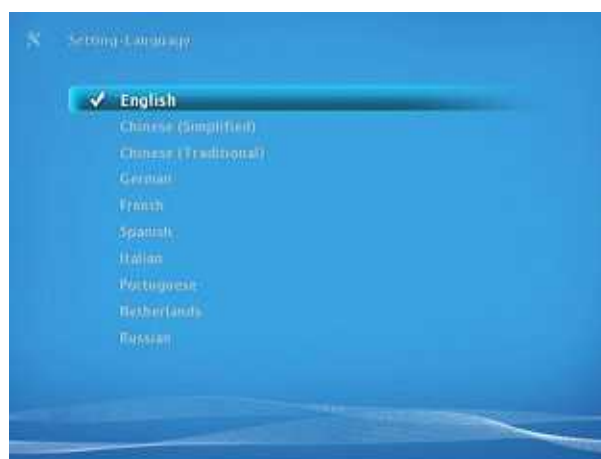 Setting-Language
English
Chinese (Simplified)
Chinese (Traditional)
German
French
Spanish
Italian
Portuguese
Netherlands
Russian